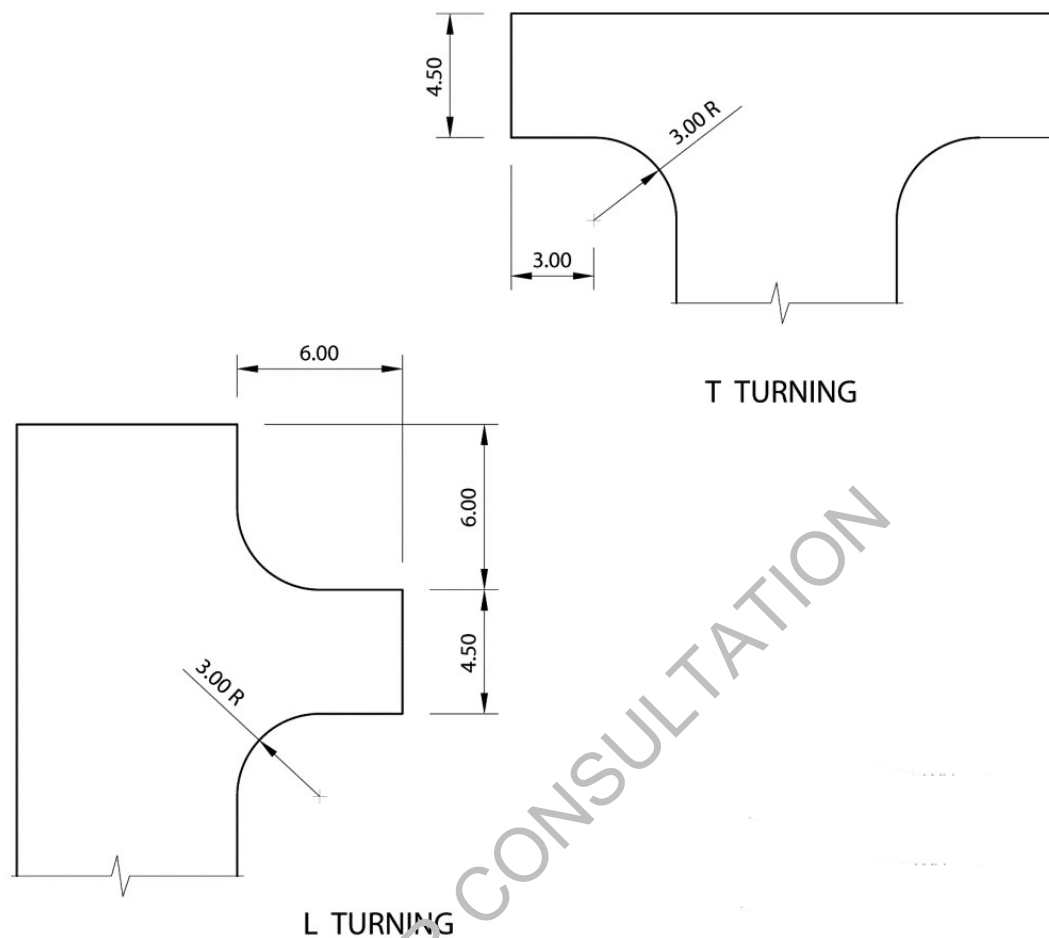 4.50
3.00 R
3.00
T TURNING
6.00
6.00
4.50
3.00 R
L TURNING
CONSULTATION